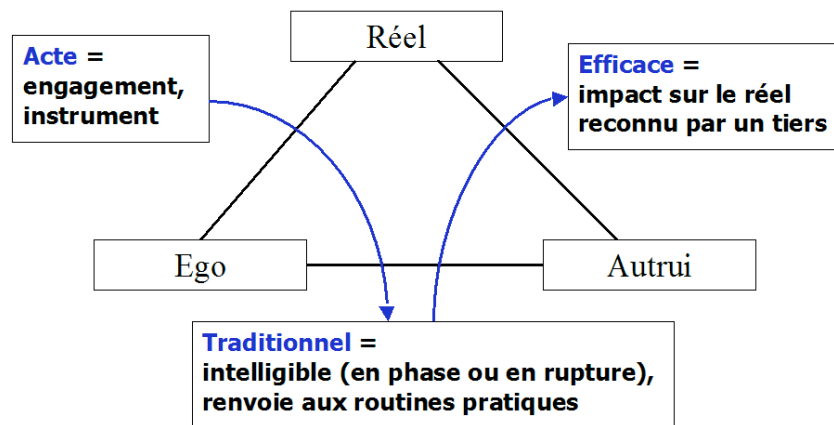 Réel
Acte =
engagement,
instrument
Efficace =
impact sur le réel
reconnu par un tiers
Ego
Autrui
Traditionnel =
intelligible (en phase ou en rupture),
renvoie aux routines pratiques